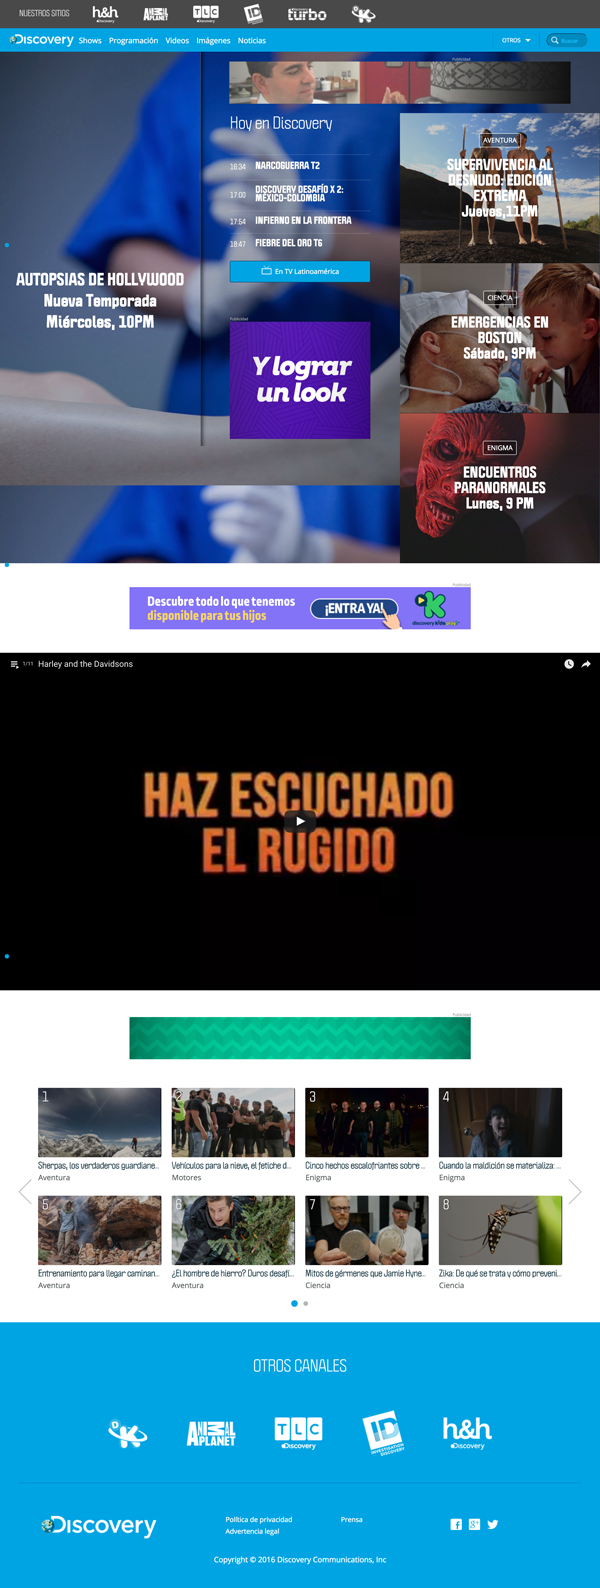 NUESTROS SITIOS
h&h
Discovery
ANIMAL PLANET
TLC
Discovery
ID
turbo
K
Discovery
Shows
Programación
Videos
Imágenes
Noticias
OTROS
Buscar
Publicidad
Hoy en Discovery
16:34 NARCOGUERRA T2
17:00 DISCOVERY DESAFÍO X 2:
MÉXICO-COLOMBIA
17:54 INFIERNO EN LA FRONTERA
18:47 FIEBRE DEL ORO T6
En TV Latinoamérica
AUTOPSIAS DE HOLLYWOOD
Nueva Temporada
Miércoles, 10PM
Publicidad
Y lograr
un look
AVENTURA
SUPERVIVENCIA AL
DESNUDO: EDICIÓN
EXTREMA
Jueves,11PM
CIENCIA
EMERGENCIAS EN
BOSTON
Sábado, 9PM
ENIGMA
ENCUENTROS
PARANORMALES
Lunes, 9 PM
Publicidad
Descubre todo lo que tenemos
disponible para tus hijos
¡ENTRA YA!
K
discovery kids
1/11 Harley and the Davidsons
HAZ ESCUCHADO
EL RUGIDO
Publicidad
1
Sherpas, los verdaderos guardiane...
Aventura
2
Vehículos para la nieve, el fetiche d...
Motores
3
Cinco hechos escalofriantes sobre ...
Enigma
4
Cuando la maldición se materializa: ...
Enigma
5
Entrenamiento para llegar caminan...
Aventura
6
¿El hombre de hierro? Duros desafí...
Aventura
7
Mitos de gérmenes que Jamie Hyne...
Ciencia
8
Zika: De qué se trata y cómo preveni...
Ciencia
OTROS CANALES
D K
ANIMAL PLANET
TLC
Discovery
ID
INVESTIGATION
DISCOVERY
h&h
Discovery
Discovery
Política de privacidad
Advertencia legal
Prensa
Copyright © 2016 Discovery Communications, Inc